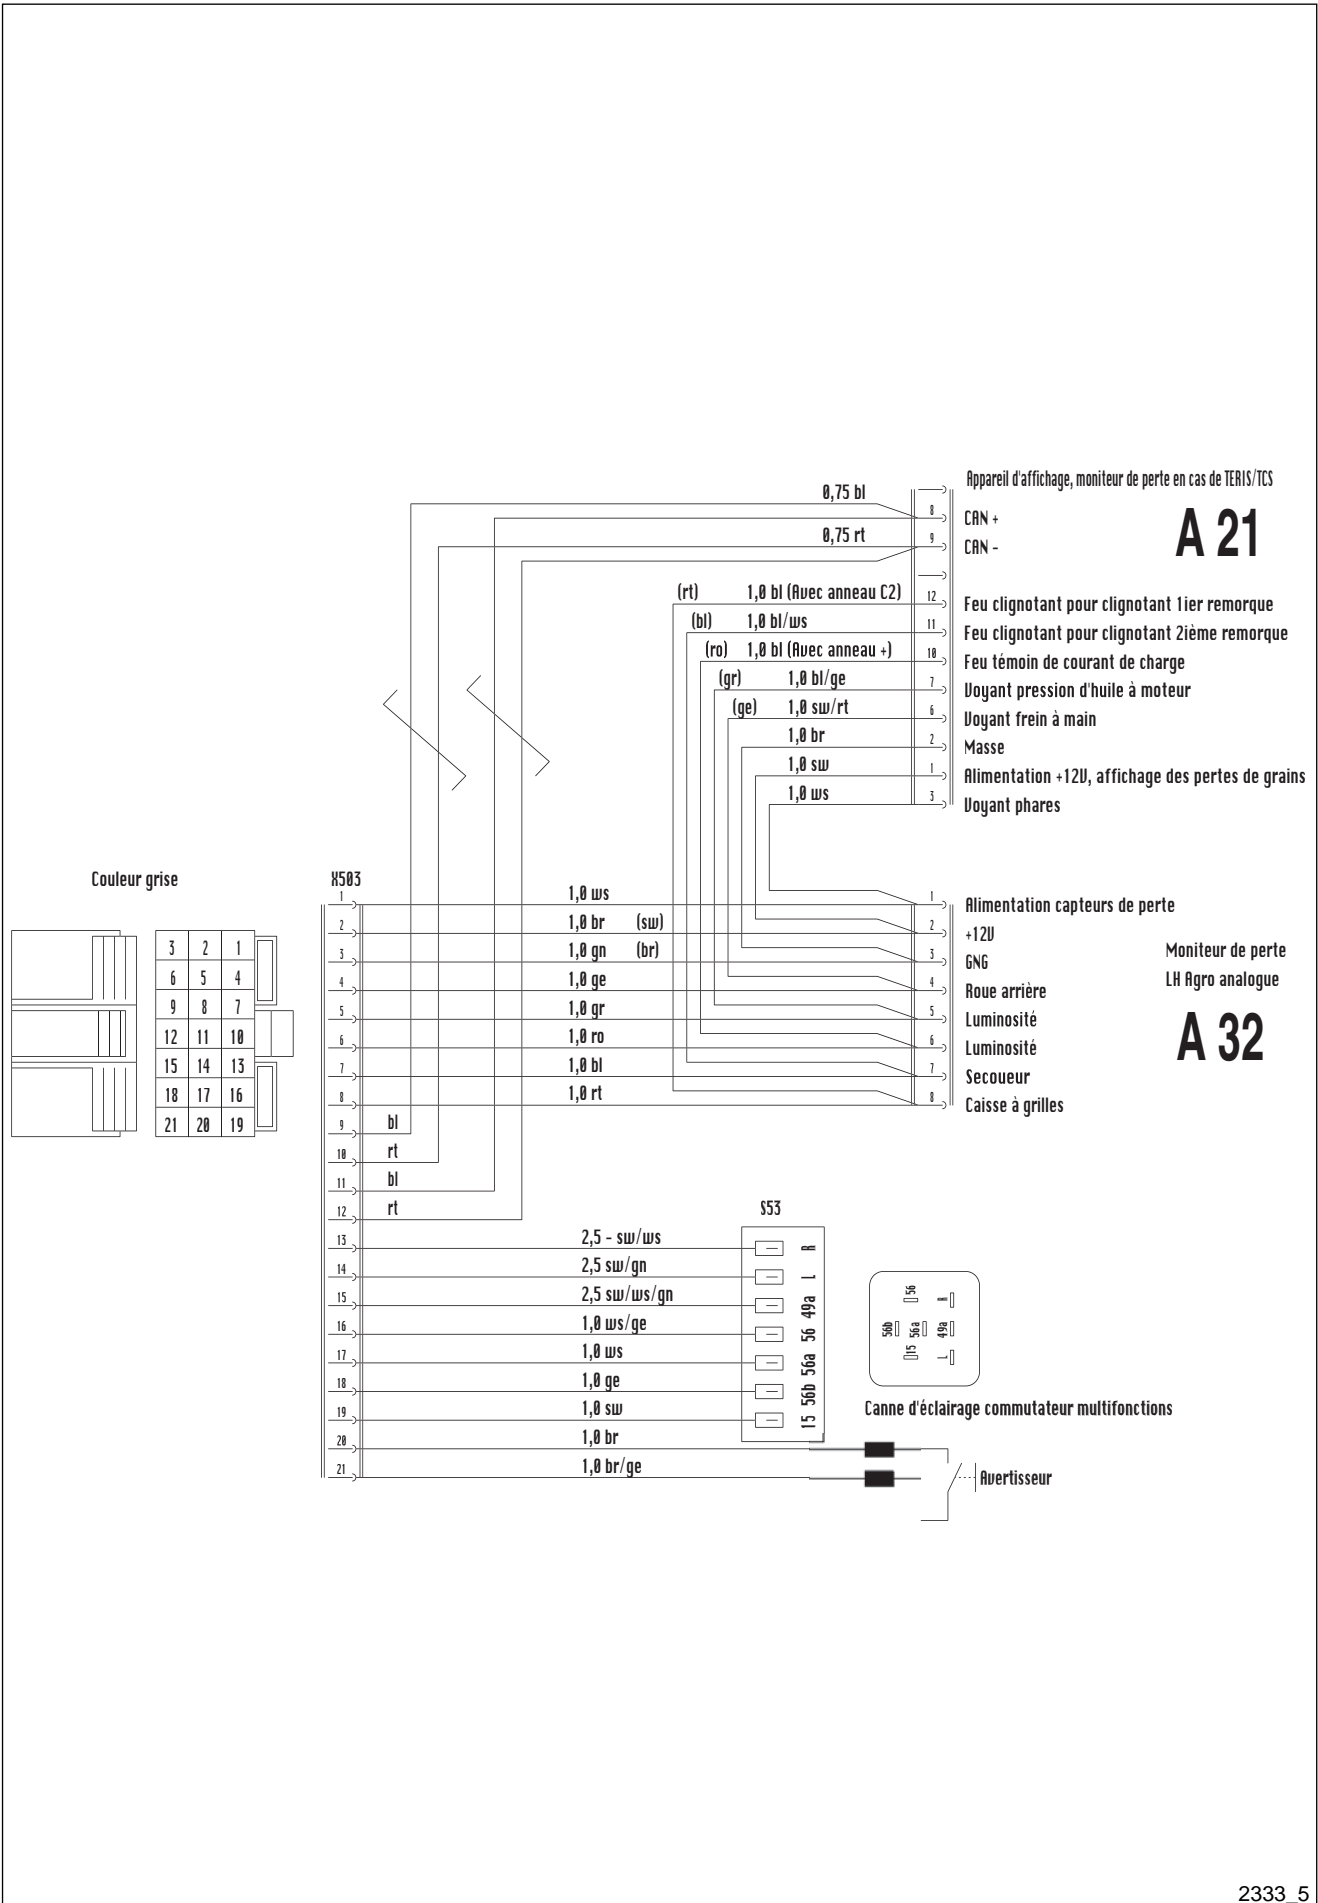 Appareil d'affichage, moniteur de perte en cas de TERIS/TCS
A 21
0,75 bl
8
CAN +
0,75 rt
9
CAN -
(rt) 1,0 bl (Avec anneau C2) 12 Feu clignotant pour clignotant 1ier remorque
(bl) 1,0 bl/ws 11 Feu clignotant pour clignotant 2ième remorque
(ro) 1,0 bl (Avec anneau +) 10 Feu témoin de courant de charge
(gr) 1,0 bl/ge 7 Voyant pression d'huile à moteur
(ge) 1,0 sw/rt 6 Voyant frein à main
1,0 br 2 Masse
1,0 sw 1 Alimentation +12V, affichage des pertes de grains
1,0 ws 3 Voyant phares
Couleur grise
3 2 1
6 5 4
9 8 7
12 11 10
15 14 13
18 17 16
21 20 19
X503
1 1,0 ws 1 Alimentation capteurs de perte
2 1,0 br (sw) 2 +12V
3 1,0 gn (br) 3 GNG
4 1,0 ge 4 Roue arrière
5 1,0 gr 5 Luminosité
6 1,0 ro 6 Luminosité
7 1,0 bl 7 Secoueur
8 1,0 rt 8 Caisse à grilles
Moniteur de perte
LH Agro analogue
A 32
9 bl
10 rt
11 bl
12 rt
S53
13 2,5 - sw/ws R
14 2,5 sw/gn L
15 2,5 sw/ws/gn 49a
16 1,0 ws/ge 56
17 1,0 ws 56a
18 1,0 ge 56b
19 1,0 sw 15
20 1,0 br
21 1,0 br/ge
56 R
56b 56a 49a
15 L
Canne d'éclairage commutateur multifonctions
Avertisseur
2333_5